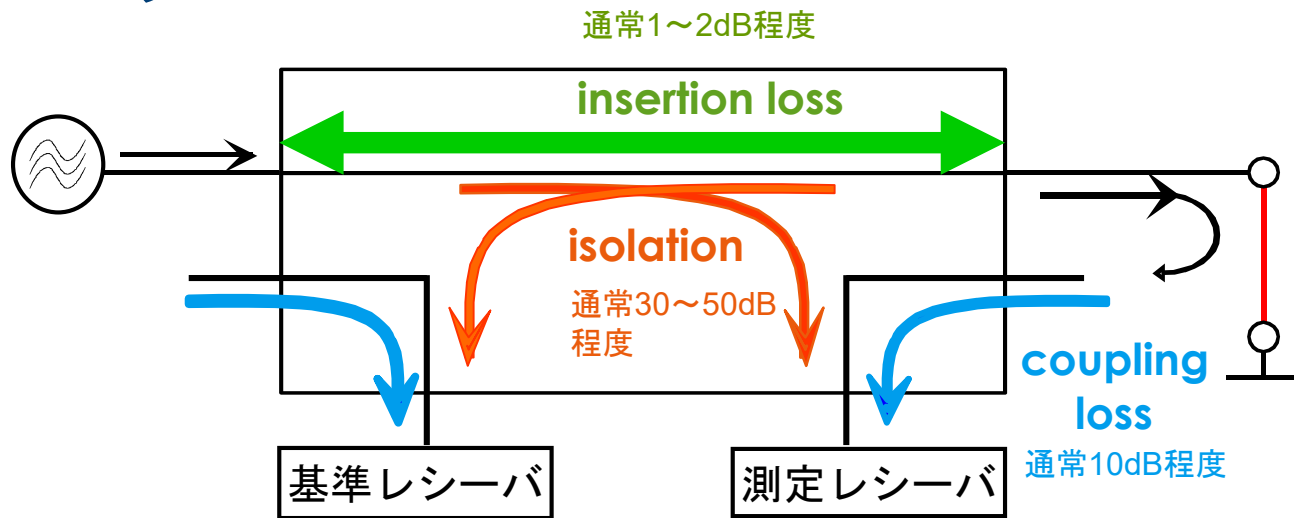 通常1～2dB程度
insertion loss
isolation
通常30～50dB
程度
coupling
loss
通常10dB程度
基準レシーバ
測定レシーバ